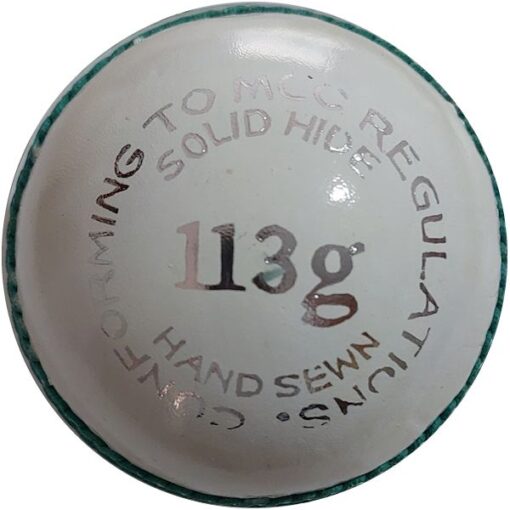 CONFORMING TO MCC REGULATIONS.
SOLID HIDE
113g
HAND SEWN